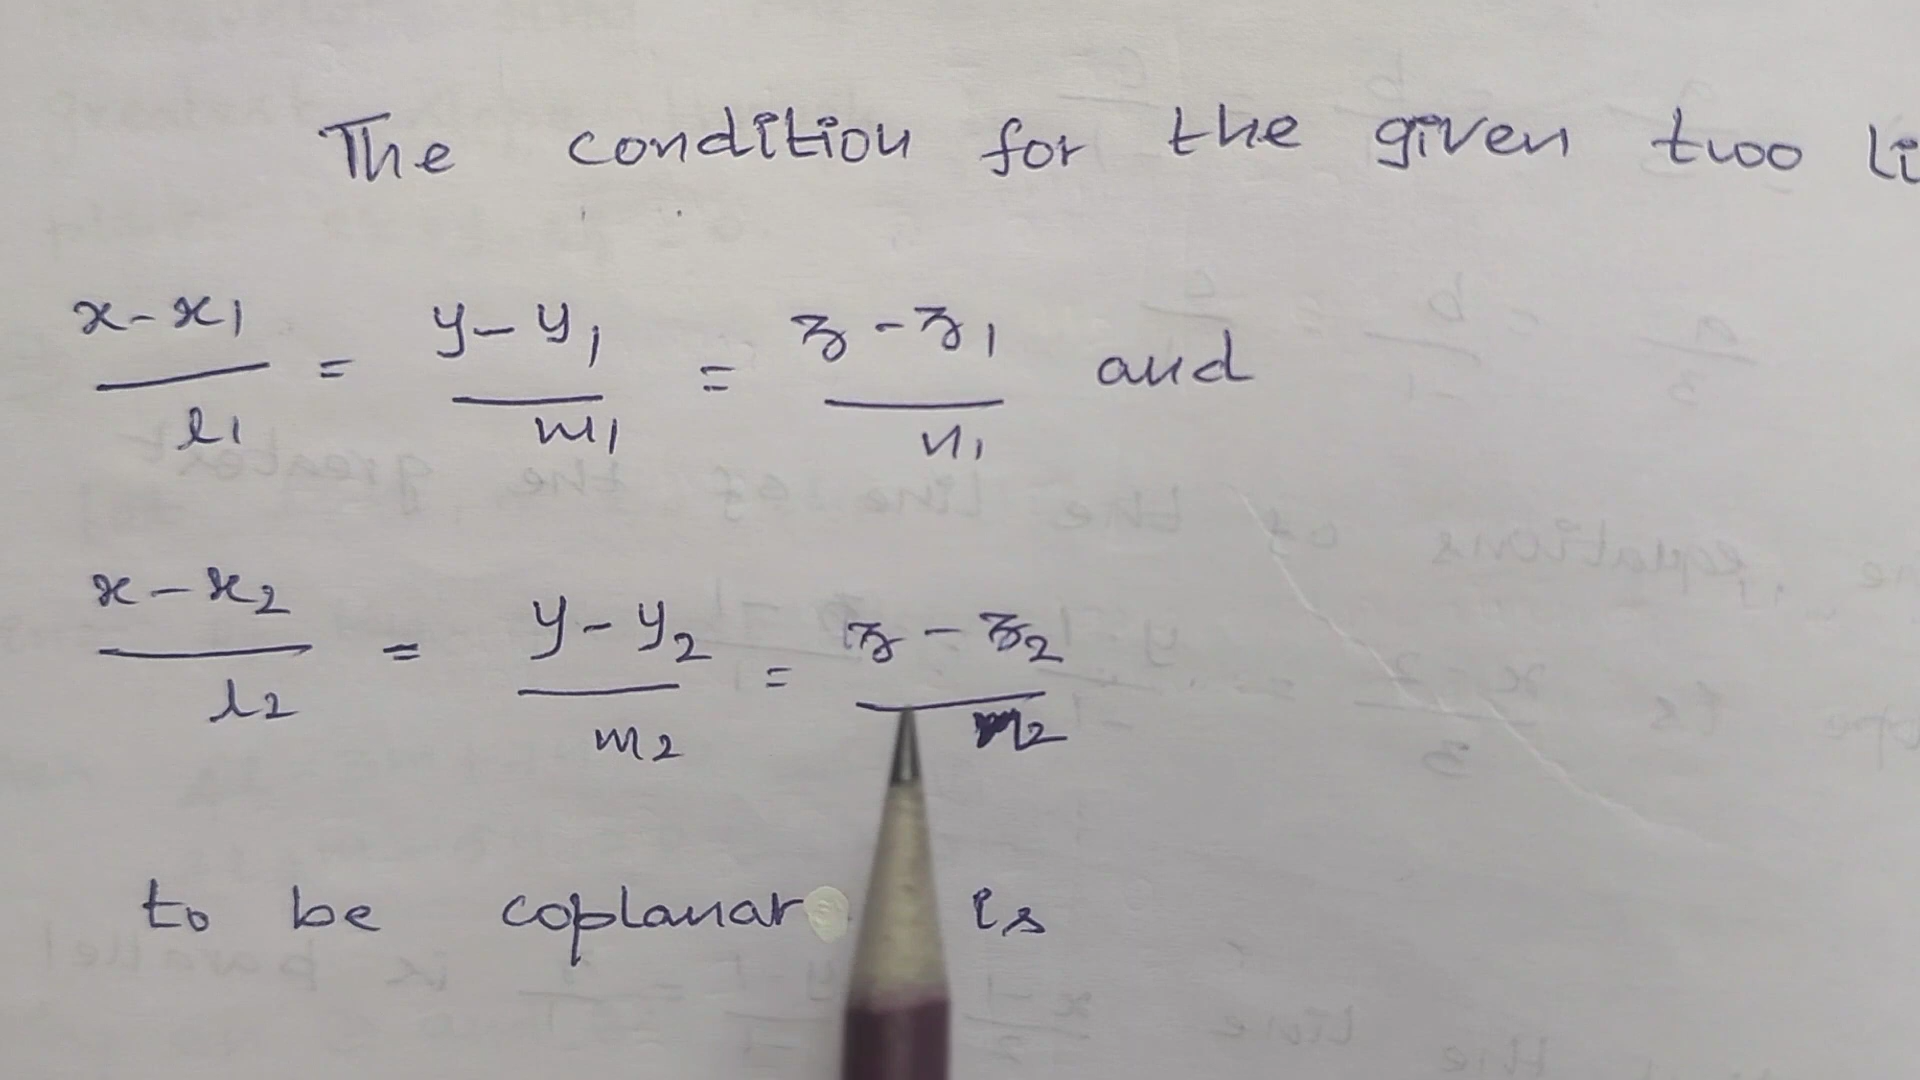 The condition for the given two li
x-x1/l1 = y-y1/m1 = z-z1/n1 and
x-x2/l2 = y-y2/m2 = z-z2/n2
to be coplanar is